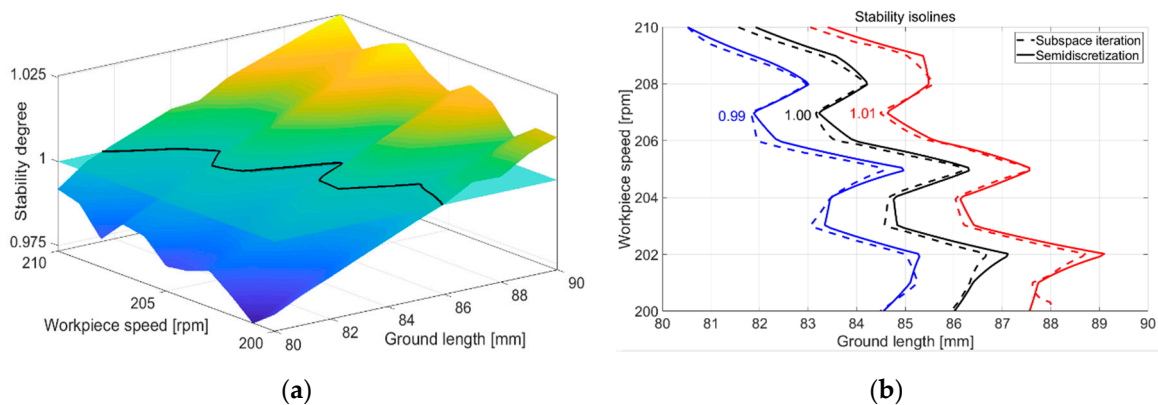 1.025
1
0.975
Stability degree
210
205
200
Workpiece speed [rpm]
80
82
84
86
88
90
Ground length [mm]
(a)
Stability isolines
Subspace iteration
Semidiscretization
210
208
206
204
202
200
Workpiece speed [rpm]
0.99
1.00
1.01
80 81 82 83 84 85 86 87 88 89 90
Ground length [mm]
(b)